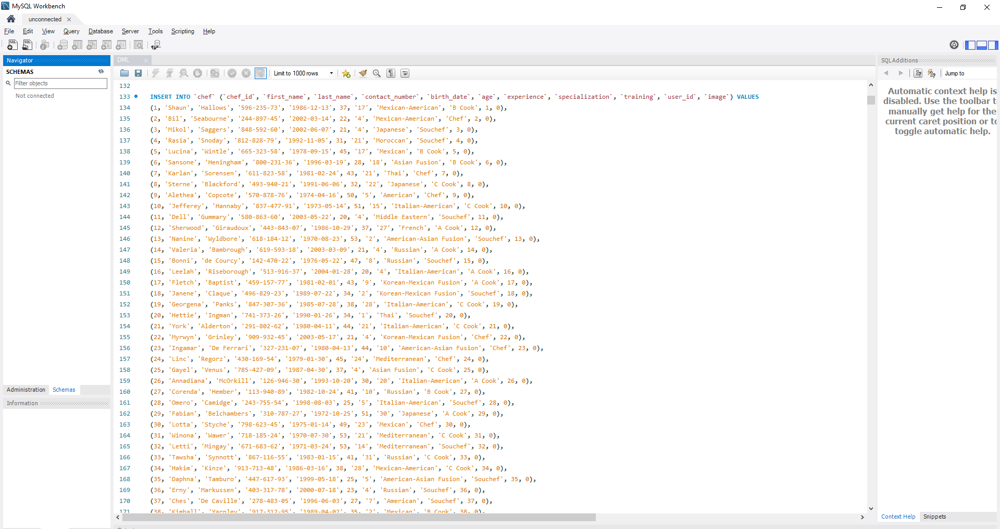 MySQL Workbench
unconnected
File Edit View Query Database Server Tools Scripting Help
Navigator
SCHEMAS
Filter objects
Not connected
Administration Schemas
Information
DML
Limit to 1000 rows
132
133 INSERT INTO `chef` (`chef_id`, `first_name`, `last_name`, `contact_number`, `birth_date`, `age`, `experience`, `specialization`, `training`, `user_id`, `image`) VALUES
134 (1, 'Shaun', 'Hallows', '596-235-73', '1986-12-13', 37, '17', 'Mexican-American', 'B Cook', 1, 0),
135 (2, 'Bil', 'Seabourne', '244-897-45', '2002-03-14', 22, '4', 'Mexican-American', 'Chef', 2, 0),
136 (3, 'Mikol', 'Saggers', '848-592-60', '2002-06-07', 21, '4', 'Japanese', 'Souchef', 3, 0),
137 (4, 'Rasia', 'Snoday', '812-828-79', '1992-11-05', 31, '21', 'Moroccan', 'Souchef', 4, 0),
138 (5, 'Lucina', 'Wintle', '665-323-58', '1978-09-15', 45, '17', 'Mexican', 'B Cook', 5, 0),
139 (6, 'Sansone', 'Heningham', '800-231-36', '1996-03-19', 28, '18', 'Asian Fusion', 'B Cook', 6, 0),
140 (7, 'Karlan', 'Sorensen', '611-823-58', '1981-02-24', 43, '21', 'Thai', 'Chef', 7, 0),
141 (8, 'Sterne', 'Blackford', '493-940-21', '1991-06-06', 32, '22', 'Japanese', 'C Cook', 8, 0),
142 (9, 'Alethea', 'Copcote', '570-878-76', '1974-04-16', 50, '5', 'American', 'Chef', 9, 0),
143 (10, 'Jefferey', 'Hannaby', '837-477-91', '1973-05-14', 51, '15', 'Italian-American', 'C Cook', 10, 0),
144 (11, 'Dell', 'Gummary', '580-863-60', '2003-05-22', 20, '4', 'Middle Eastern', 'Souchef', 11, 0),
145 (12, 'Sherwood', 'Giraudoux', '443-843-07', '1986-10-29', 37, '27', 'French', 'A Cook', 12, 0),
146 (13, 'Nanine', 'Wyldbore', '618-184-12', '1970-08-23', 53, '2', 'American-Asian Fusion', 'Souchef', 13, 0),
147 (14, 'Valeria', 'Bambrough', '619-593-18', '2003-03-09', 21, '4', 'Russian', 'A Cook', 14, 0),
148 (15, 'Bonni', 'de Courcy', '142-470-22', '1976-05-22', 47, '8', 'Russian', 'Souchef', 15, 0),
149 (16, 'Leelah', 'Riseborough', '513-916-37', '2004-01-28', 20, '4', 'Italian-American', 'A Cook', 16, 0),
150 (17, 'Fletch', 'Baptist', '459-157-77', '1981-02-01', 43, '9', 'Korean-Mexican Fusion', 'A Cook', 17, 0),
151 (18, 'Janene', 'Claque', '496-829-23', '1989-07-22', 34, '2', 'Korean-Mexican Fusion', 'Souchef', 18, 0),
152 (19, 'Georgena', 'Panks', '847-307-36', '1985-07-28', 38, '28', 'Italian-American', 'C Cook', 19, 0),
153 (20, 'Hettie', 'Ingman', '741-373-26', '1990-01-26', 34, '1', 'Thai', 'Souchef', 20, 0),
154 (21, 'York', 'Alderton', '291-802-62', '1980-04-11', 44, '21', 'Italian-American', 'C Cook', 21, 0),
155 (22, 'Myrwyn', 'Grinley', '909-932-45', '2003-05-17', 21, '4', 'Korean-Mexican Fusion', 'Chef', 22, 0),
156 (23, 'Ingamar', 'De Ferrari', '327-231-07', '1980-04-13', 44, '10', 'American-Asian Fusion', 'Chef', 23, 0),
157 (24, 'Linc', 'Regorz', '430-169-54', '1979-01-30', 45, '24', 'Mediterranean', 'Chef', 24, 0),
158 (25, 'Gayel', 'Venus', '785-427-09', '1987-04-30', 37, '4', 'Asian Fusion', 'C Cook', 25, 0),
159 (26, 'Annadiana', 'McOrkill', '126-946-30', '1993-10-20', 30, '20', 'Italian-American', 'A Cook', 26, 0),
160 (27, 'Corenda', 'Hember', '113-940-89', '1982-10-24', 41, '10', 'Russian', 'B Cook', 27, 0),
161 (28, 'Omero', 'Camidge', '243-755-54', '1998-08-03', 25, '5', 'Italian-American', 'Souchef', 28, 0),
162 (29, 'Fabian', 'Belchambers', '310-787-27', '1972-10-25', 51, '30', 'Japanese', 'A Cook', 29, 0),
163 (30, 'Lotta', 'Styche', '798-623-45', '1975-01-14', 49, '23', 'Mexican', 'Chef', 30, 0),
164 (31, 'Winona', 'Wawer', '718-185-24', '1970-07-30', 53, '21', 'Mediterranean', 'C Cook', 31, 0),
165 (32, 'Letti', 'Mingay', '671-683-62', '1971-03-24', 53, '14', 'Mediterranean', 'Souchef', 32, 0),
166 (33, 'Tawsha', 'Synnott', '867-116-55', '1983-01-15', 41, '31', 'Russian', 'C Cook', 33, 0),
167 (34, 'Hakim', 'Kinze', '913-713-48', '1986-03-16', 38, '28', 'Mexican-American', 'C Cook', 34, 0),
168 (35, 'Daphna', 'Tamburo', '447-617-93', '1999-05-18', 25, '5', 'American-Asian Fusion', 'Souchef', 35, 0),
169 (36, 'Erny', 'Markussen', '403-317-78', '2000-07-18', 23, '4', 'Russian', 'Souchef', 36, 0),
170 (37, 'Ches', 'De Caville', '278-483-05', '1996-06-03', 27, '7', 'American', 'Souchef', 37, 0),
171 (38, 'Kimball', 'Yarnley', '917-312-95', '1989-04-02', 35, '2', 'Mexican', 'B Cook', 38, 0),
SQLAdditions
Jump to
Automatic context help is
disabled. Use the toolbar t
manually get help for the
current caret position or to
toggle automatic help.
Context Help Snippets